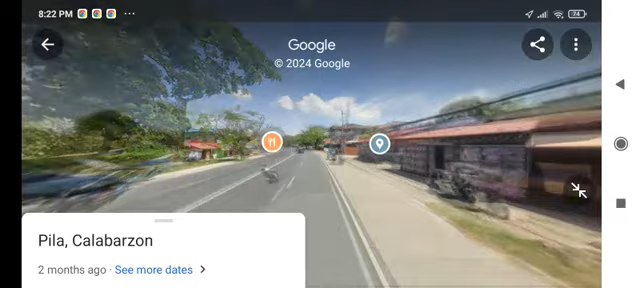 8:22 PM
74
Google
© 2024 Google
Pila, Calabarzon
2 months ago · See more dates